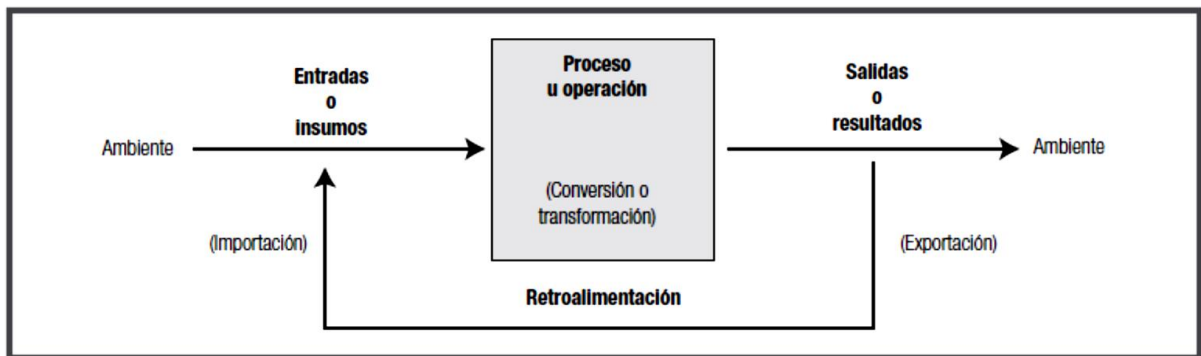 Entradas
o
insumos
Ambiente
(Importación)
Proceso
u operación
(Conversión o
transformación)
Salidas
o
resultados
Ambiente
(Exportación)
Retroalimentación